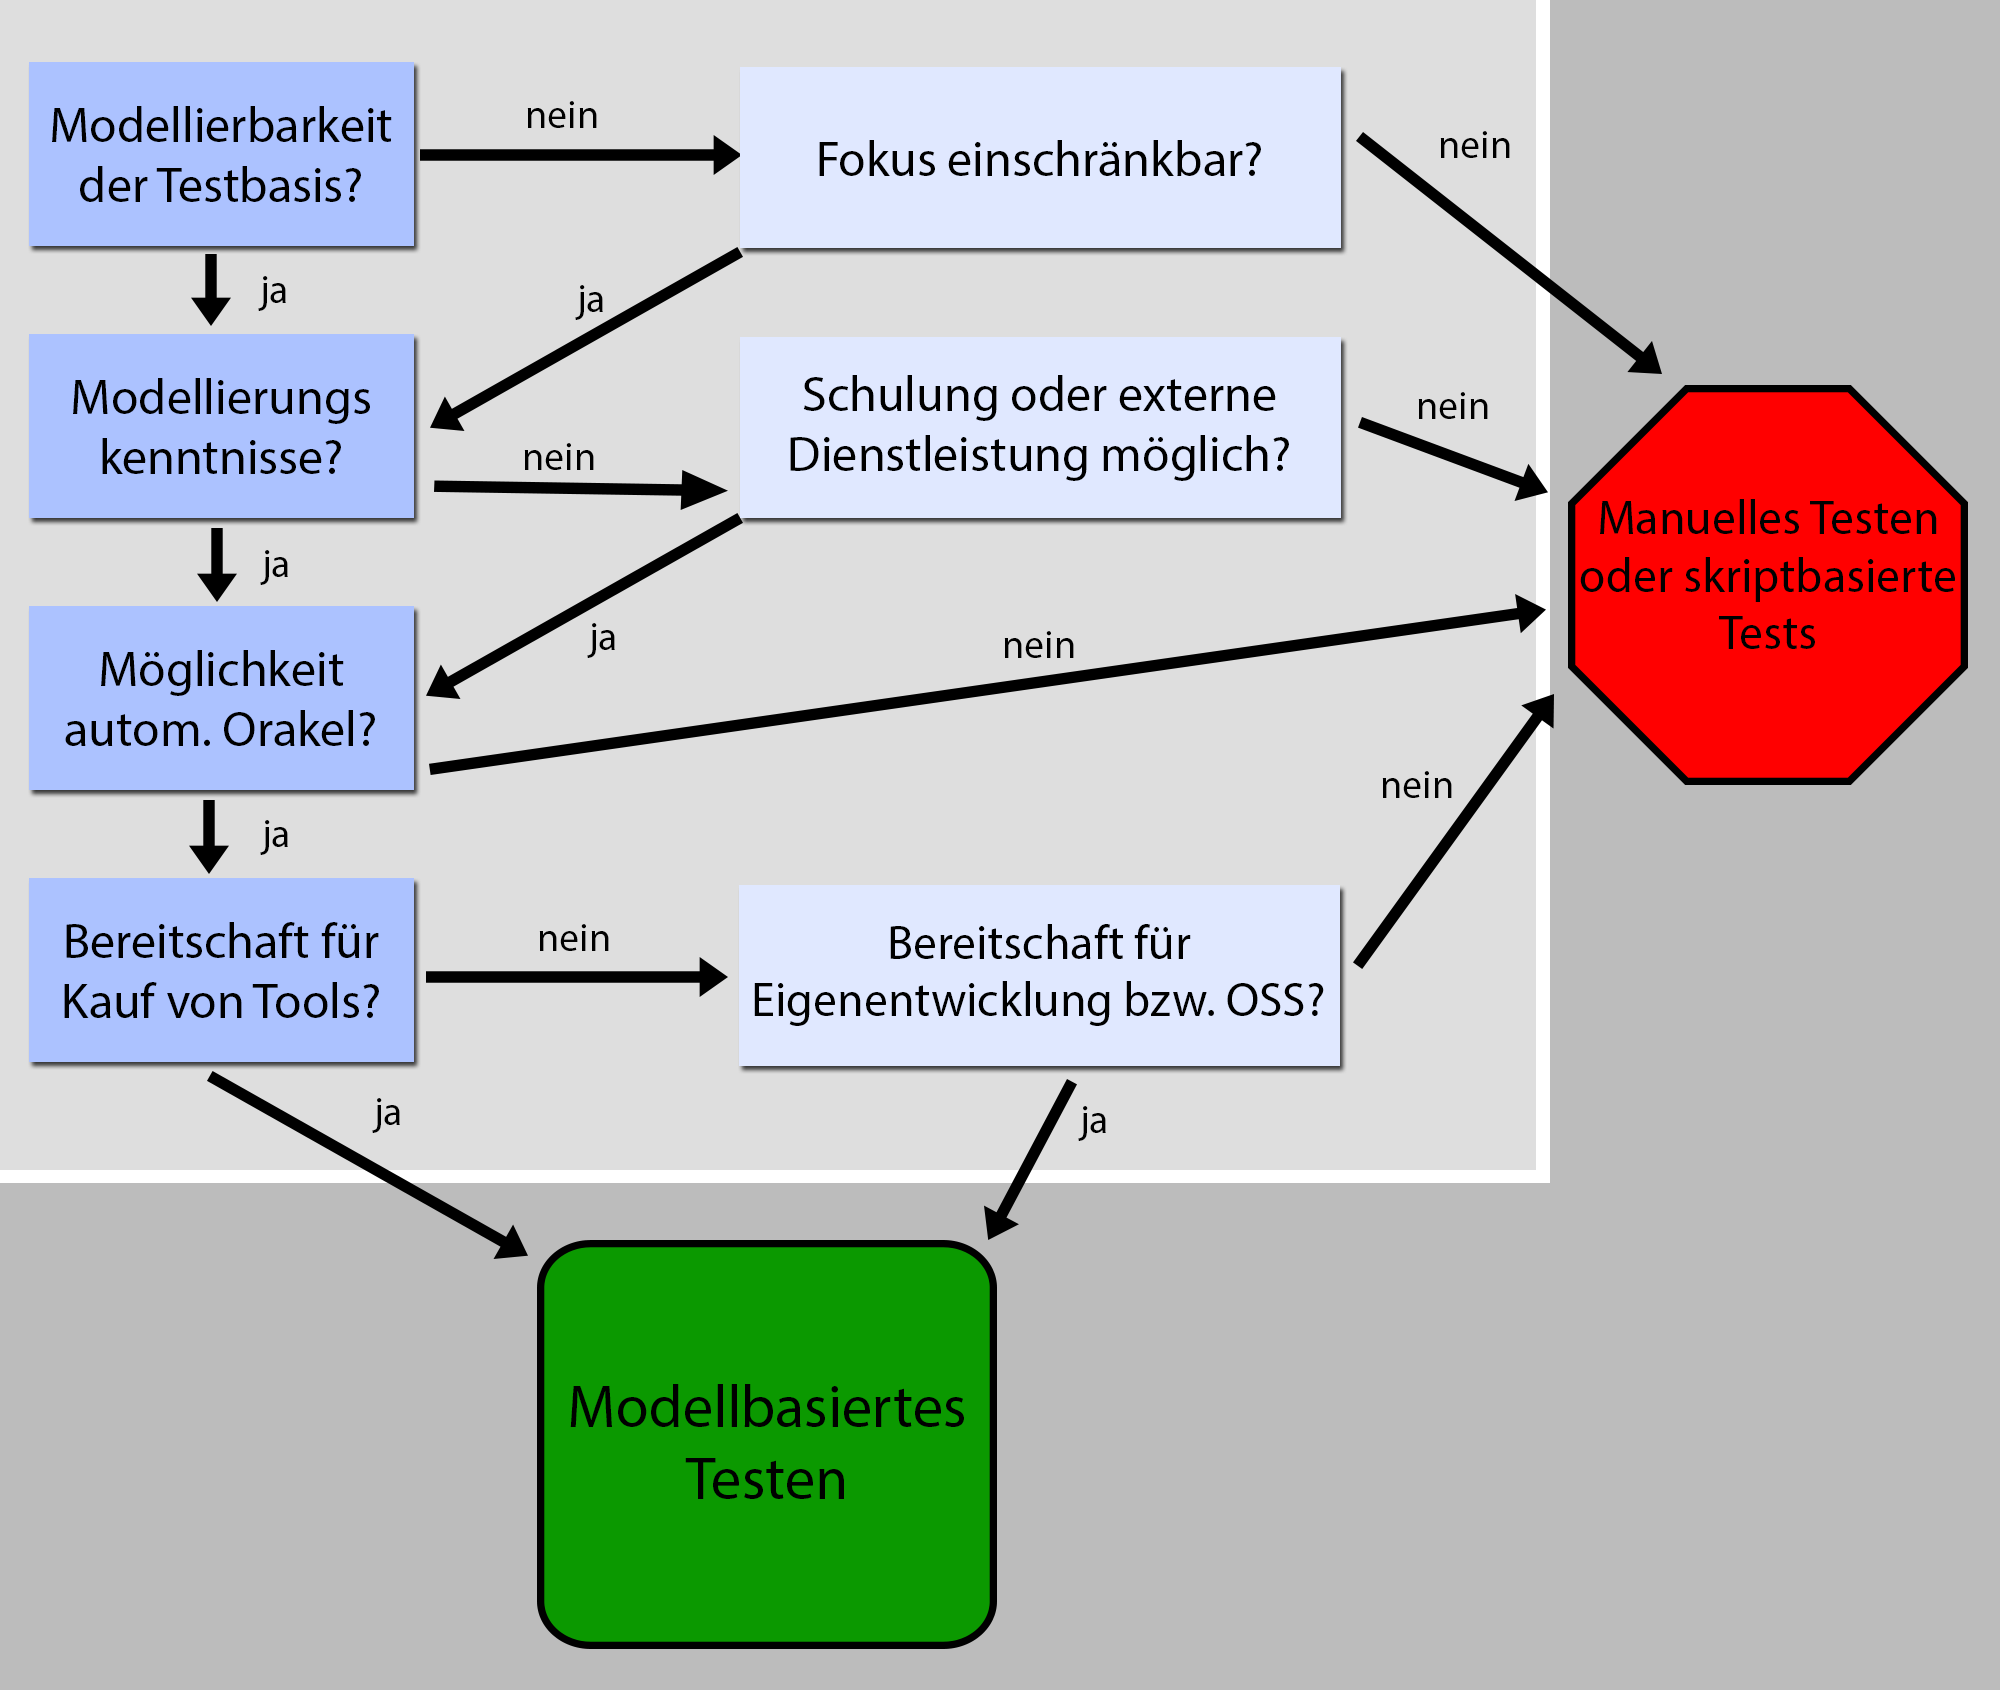 Modellierbarkeit
der Testbasis?
nein
Fokus einschränkbar?
nein
ja
ja
Modellierungs
kenntnisse?
nein
Schulung oder externe
Dienstleistung möglich?
nein
Manuelles Testen
oder skriptbasierte
Tests
ja
ja
Möglichkeit
autom. Orakel?
nein
ja
Bereitschaft für
Kauf von Tools?
nein
Bereitschaft für
Eigenentwicklung bzw. OSS?
nein
ja
ja
Modellbasiertes
Testen